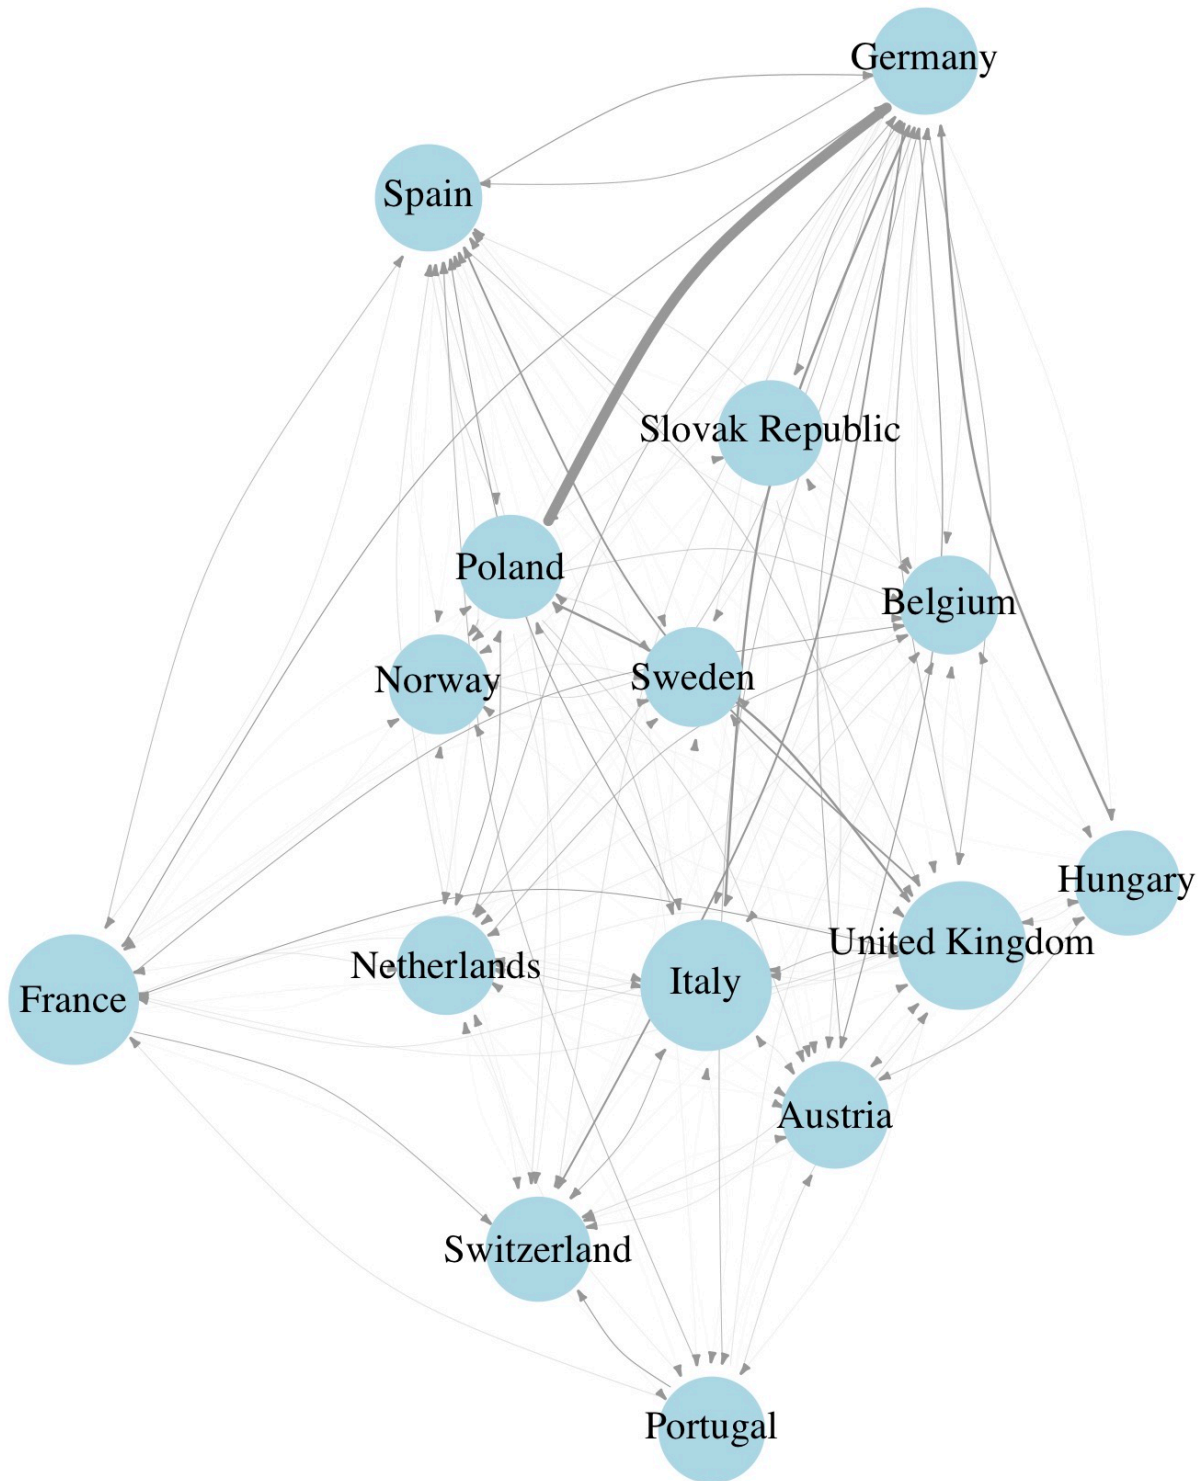 Germany
Spain
Slovak Republic
Poland
Belgium
Norway
Sweden
Hungary
United Kingdom
Netherlands
Italy
France
Austria
Switzerland
Portugal